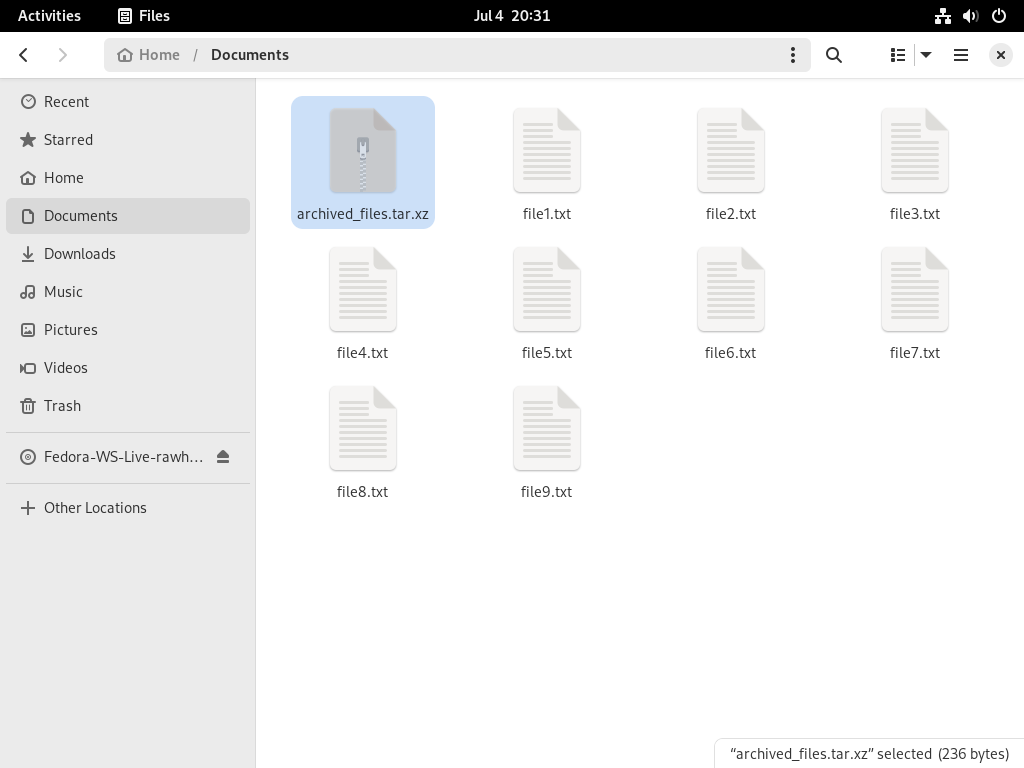 Activities Files Jul 4 20:31
Home / Documents
Recent
Starred
Home
Documents
Downloads
Music
Pictures
Videos
Trash
Fedora-WS-Live-rawh…
Other Locations
archived_files.tar.xz file1.txt file2.txt file3.txt
file4.txt file5.txt file6.txt file7.txt
file8.txt file9.txt
“archived_files.tar.xz” selected (236 bytes)